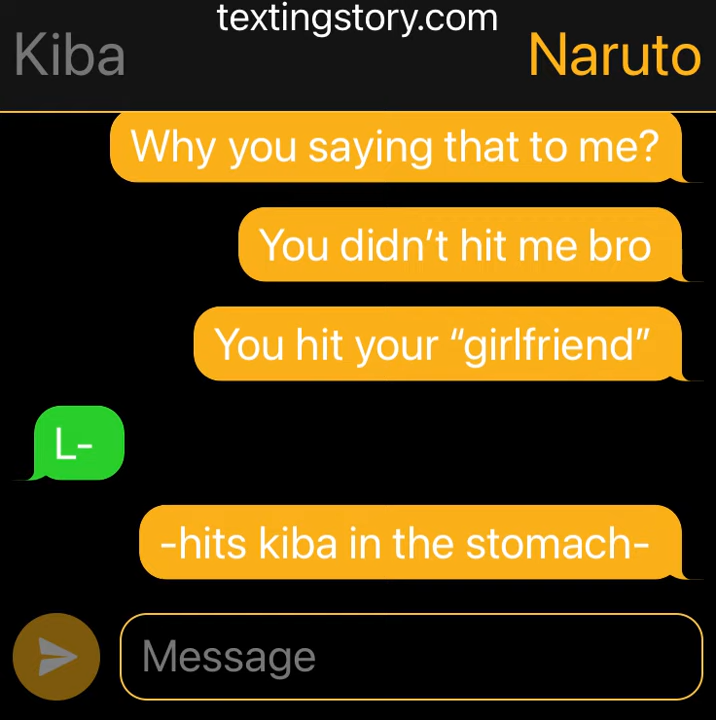 textingstory.com
Kiba
Naruto
Why you saying that to me?
You didn’t hit me bro
You hit your “girlfriend”
L-
-hits kiba in the stomach-
Message